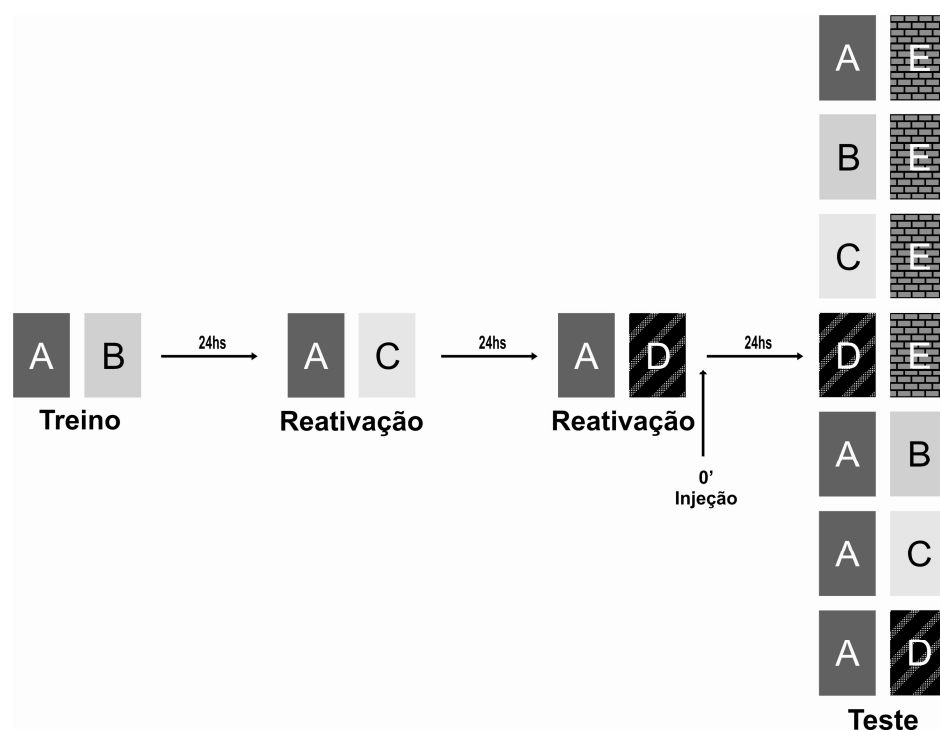 A E
B E
C E
A B
24hs
A C
24hs
A D
24hs
D E
Treino
Reativação
Reativação
0’
Injeção
A B
A C
A D
Teste